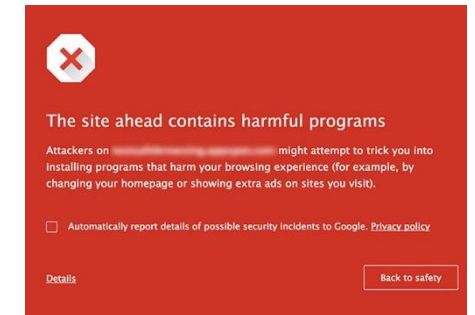 The site ahead contains harmful programs
Attackers on might attempt to trick you into
installing programs that harm your browsing experience (for example, by
changing your homepage or showing extra ads on sites you visit).
Automatically report details of possible security incidents to Google. Privacy policy
Details
Back to safety